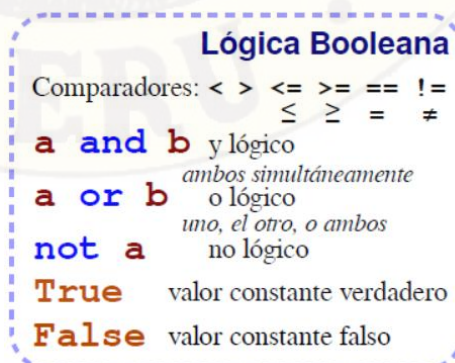 Lógica Booleana
Comparadores: < > <= >= == !=
≤ ≥ = ≠
a and b y lógico
ambos simultáneamente
a or b o lógico
uno, el otro, o ambos
not a no lógico
True valor constante verdadero
False valor constante falso